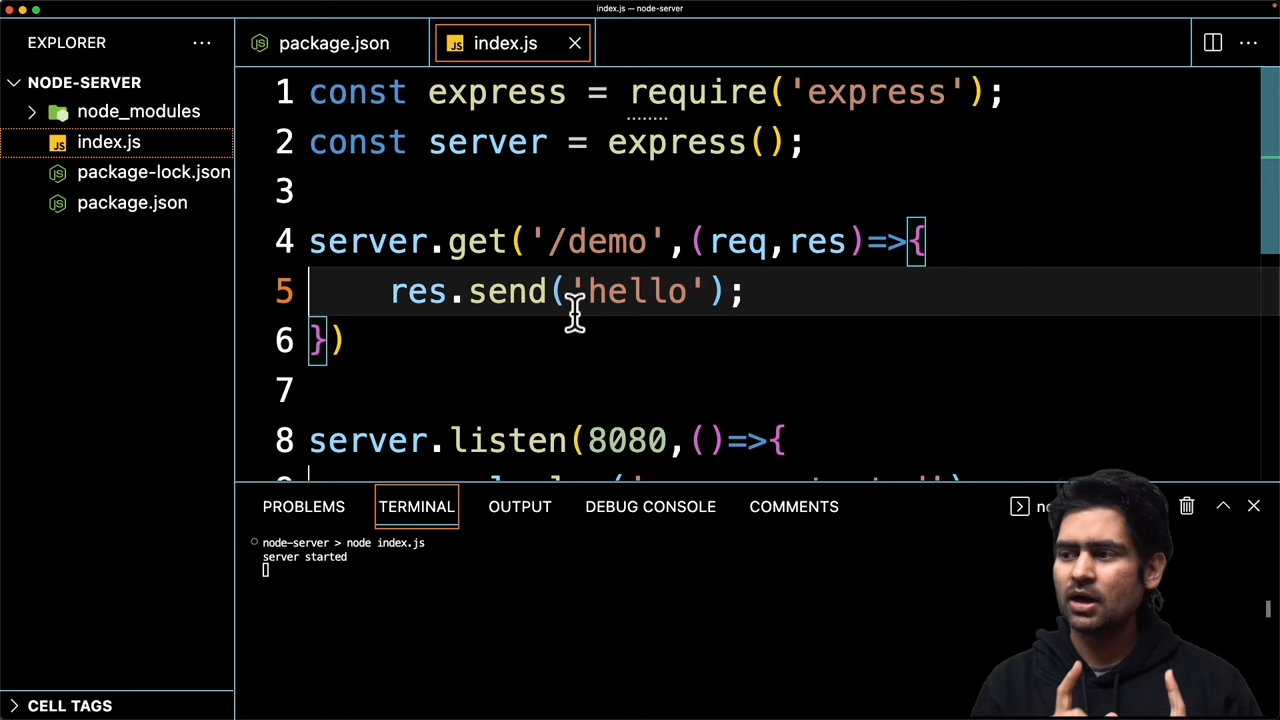 index.js — node-server
EXPLORER
package.json
index.js
NODE-SERVER
node_modules
index.js
package-lock.json
package.json
1 const express = require('express');
2 const server = express();
3
4 server.get('/demo',(req,res)=>{
5 res.send('hello');
6 })
7
8 server.listen(8080,()=>{
PROBLEMS TERMINAL OUTPUT DEBUG CONSOLE COMMENTS
node-server > node index.js
server started
CELL TAGS